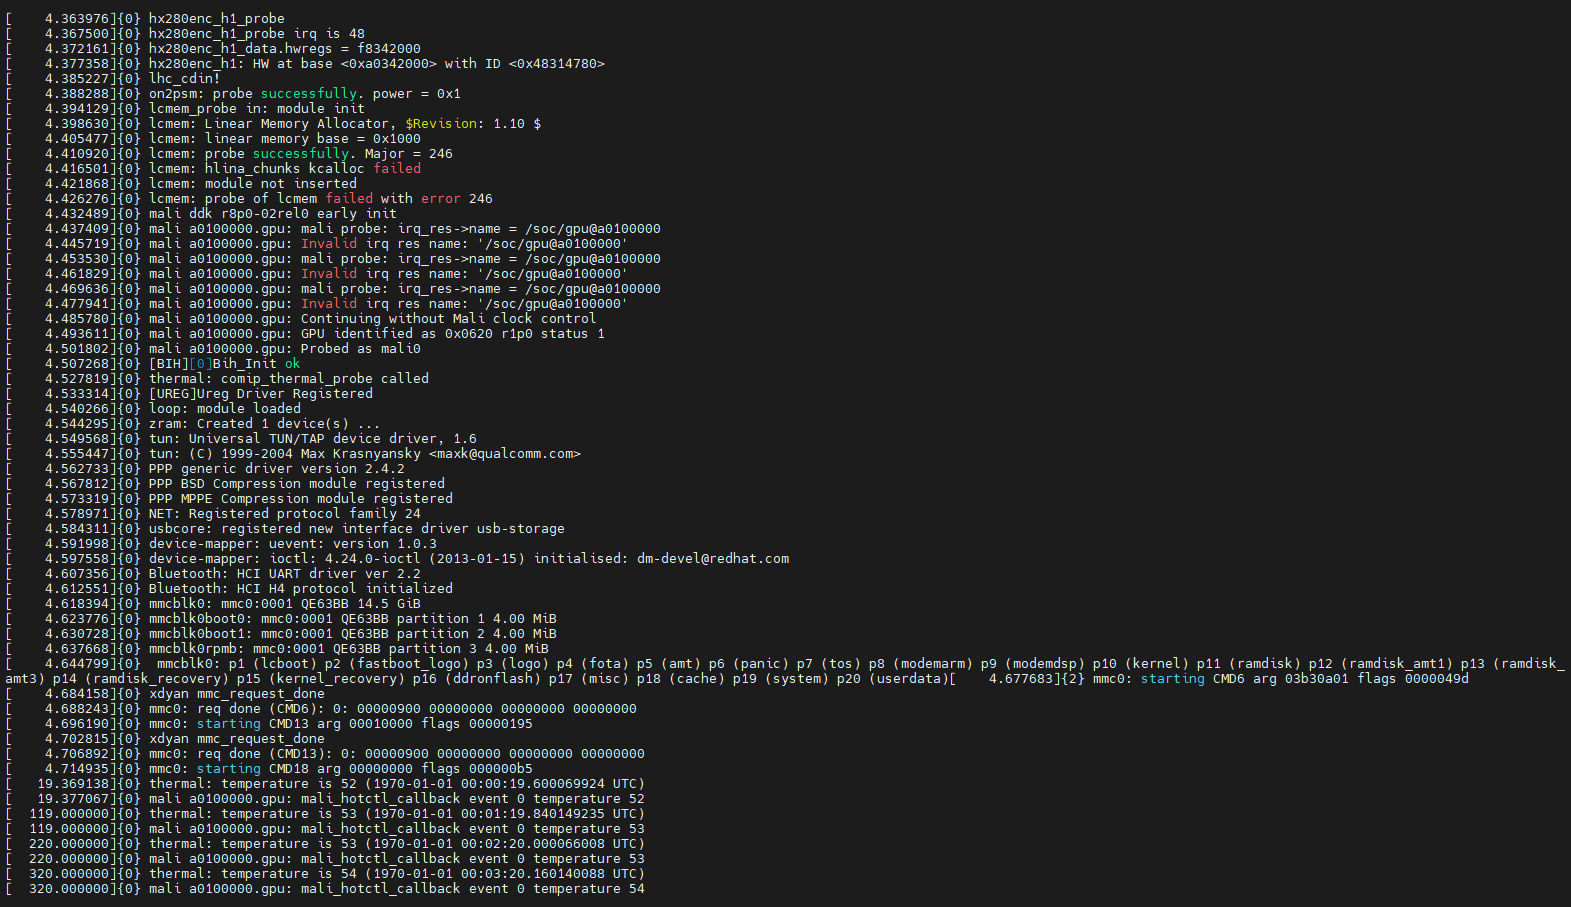 [    4.363976]{0} hx280enc_h1_probe
[    4.367500]{0} hx280enc_h1_probe irq is 48
[    4.372161]{0} hx280enc_h1_data.hwregs = f8342000
[    4.377358]{0} hx280enc_h1: HW at base <0xa0342000> with ID <0x48314780>
[    4.385227]{0} lhc_cdin!
[    4.388288]{0} on2psm: probe successfully. power = 0x1
[    4.394129]{0} lcmem_probe in: module init
[    4.398630]{0} lcmem: Linear Memory Allocator, $Revision: 1.10 $
[    4.405477]{0} lcmem: linear memory base = 0x1000
[    4.410920]{0} lcmem: probe successfully. Major = 246
[    4.416501]{0} lcmem: hlina_chunks kcalloc failed
[    4.421868]{0} lcmem: module not inserted
[    4.426276]{0} lcmem: probe of lcmem failed with error 246
[    4.432489]{0} mali ddk r8p0-02rel0 early init
[    4.437409]{0} mali a0100000.gpu: mali probe: irq_res->name = /soc/gpu@a0100000
[    4.445719]{0} mali a0100000.gpu: Invalid irq res name: '/soc/gpu@a0100000'
[    4.453530]{0} mali a0100000.gpu: mali probe: irq_res->name = /soc/gpu@a0100000
[    4.461829]{0} mali a0100000.gpu: Invalid irq res name: '/soc/gpu@a0100000'
[    4.469636]{0} mali a0100000.gpu: mali probe: irq_res->name = /soc/gpu@a0100000
[    4.477941]{0} mali a0100000.gpu: Invalid irq res name: '/soc/gpu@a0100000'
[    4.485780]{0} mali a0100000.gpu: Continuing without Mali clock control
[    4.493611]{0} mali a0100000.gpu: GPU identified as 0x0620 r1p0 status 1
[    4.501802]{0} mali a0100000.gpu: Probed as mali0
[    4.507268]{0} [BIH][0]Bih_Init ok
[    4.527819]{0} thermal: comip_thermal_probe called
[    4.533314]{0} [UREG]Ureg Driver Registered
[    4.540266]{0} loop: module loaded
[    4.544295]{0} zram: Created 1 device(s) ...
[    4.549568]{0} tun: Universal TUN/TAP device driver, 1.6
[    4.555447]{0} tun: (C) 1999-2004 Max Krasnyansky <maxk@qualcomm.com>
[    4.562733]{0} PPP generic driver version 2.4.2
[    4.567812]{0} PPP BSD Compression module registered
[    4.573319]{0} PPP MPPE Compression module registered
[    4.578971]{0} NET: Registered protocol family 24
[    4.584311]{0} usbcore: registered new interface driver usb-storage
[    4.591998]{0} device-mapper: uevent: version 1.0.3
[    4.597558]{0} device-mapper: ioctl: 4.24.0-ioctl (2013-01-15) initialised: dm-devel@redhat.com
[    4.607356]{0} Bluetooth: HCI UART driver ver 2.2
[    4.612551]{0} Bluetooth: HCI H4 protocol initialized
[    4.618394]{0} mmcblk0: mmc0:0001 QE63BB 14.5 GiB
[    4.623776]{0} mmcblk0boot0: mmc0:0001 QE63BB partition 1 4.00 MiB
[    4.630728]{0} mmcblk0boot1: mmc0:0001 QE63BB partition 2 4.00 MiB
[    4.637668]{0} mmcblk0rpmb: mmc0:0001 QE63BB partition 3 4.00 MiB
[    4.644799]{0}  mmcblk0: p1 (lcboot) p2 (fastboot_logo) p3 (logo) p4 (fota) p5 (amt) p6 (panic) p7 (tos) p8 (modemarm) p9 (modemdsp) p10 (kernel) p11 (ramdisk) p12 (ramdisk_amt1) p13 (ramdisk_
amt3) p14 (ramdisk_recovery) p15 (kernel_recovery) p16 (ddronflash) p17 (misc) p18 (cache) p19 (system) p20 (userdata)[    4.677683]{2} mmc0: starting CMD6 arg 03b30a01 flags 0000049d
[    4.684158]{0} xdyan mmc_request_done
[    4.688243]{0} mmc0: req done (CMD6): 0: 00000900 00000000 00000000 00000000
[    4.696190]{0} mmc0: starting CMD13 arg 00010000 flags 00000195
[    4.702815]{0} xdyan mmc_request_done
[    4.706892]{0} mmc0: req done (CMD13): 0: 00000900 00000000 00000000 00000000
[    4.714935]{0} mmc0: starting CMD18 arg 00000000 flags 000000b5
[   19.369138]{0} thermal: temperature is 52 (1970-01-01 00:00:19.600069924 UTC)
[   19.377067]{0} mali a0100000.gpu: mali_hotctl_callback event 0 temperature 52
[  119.000000]{0} thermal: temperature is 53 (1970-01-01 00:01:19.840149235 UTC)
[  119.000000]{0} mali a0100000.gpu: mali_hotctl_callback event 0 temperature 53
[  220.000000]{0} thermal: temperature is 53 (1970-01-01 00:02:20.000066008 UTC)
[  220.000000]{0} mali a0100000.gpu: mali_hotctl_callback event 0 temperature 53
[  320.000000]{0} thermal: temperature is 54 (1970-01-01 00:03:20.160140088 UTC)
[  320.000000]{0} mali a0100000.gpu: mali_hotctl_callback event 0 temperature 54